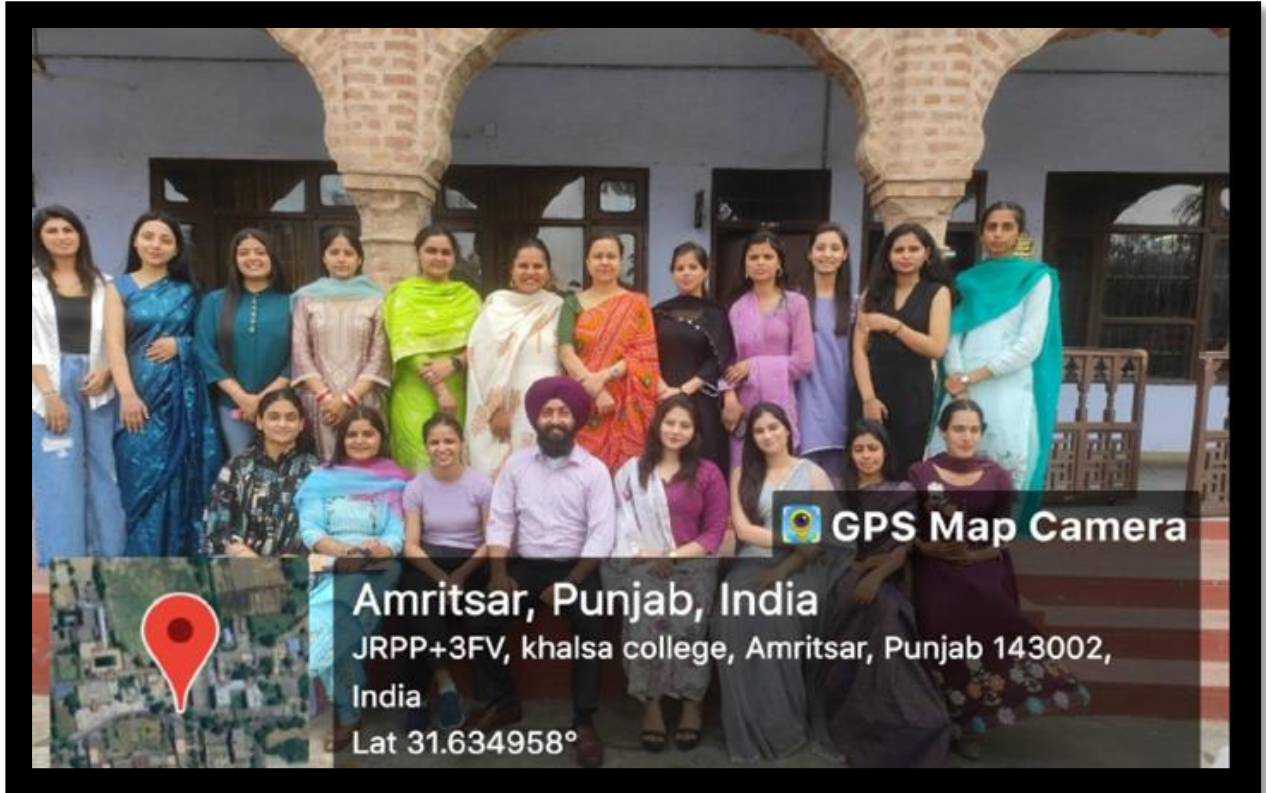 GPS Map Camera
Amritsar, Punjab, India
JRPP+3FV, khalsa college, Amritsar, Punjab 143002,
India
Lat 31.634958°